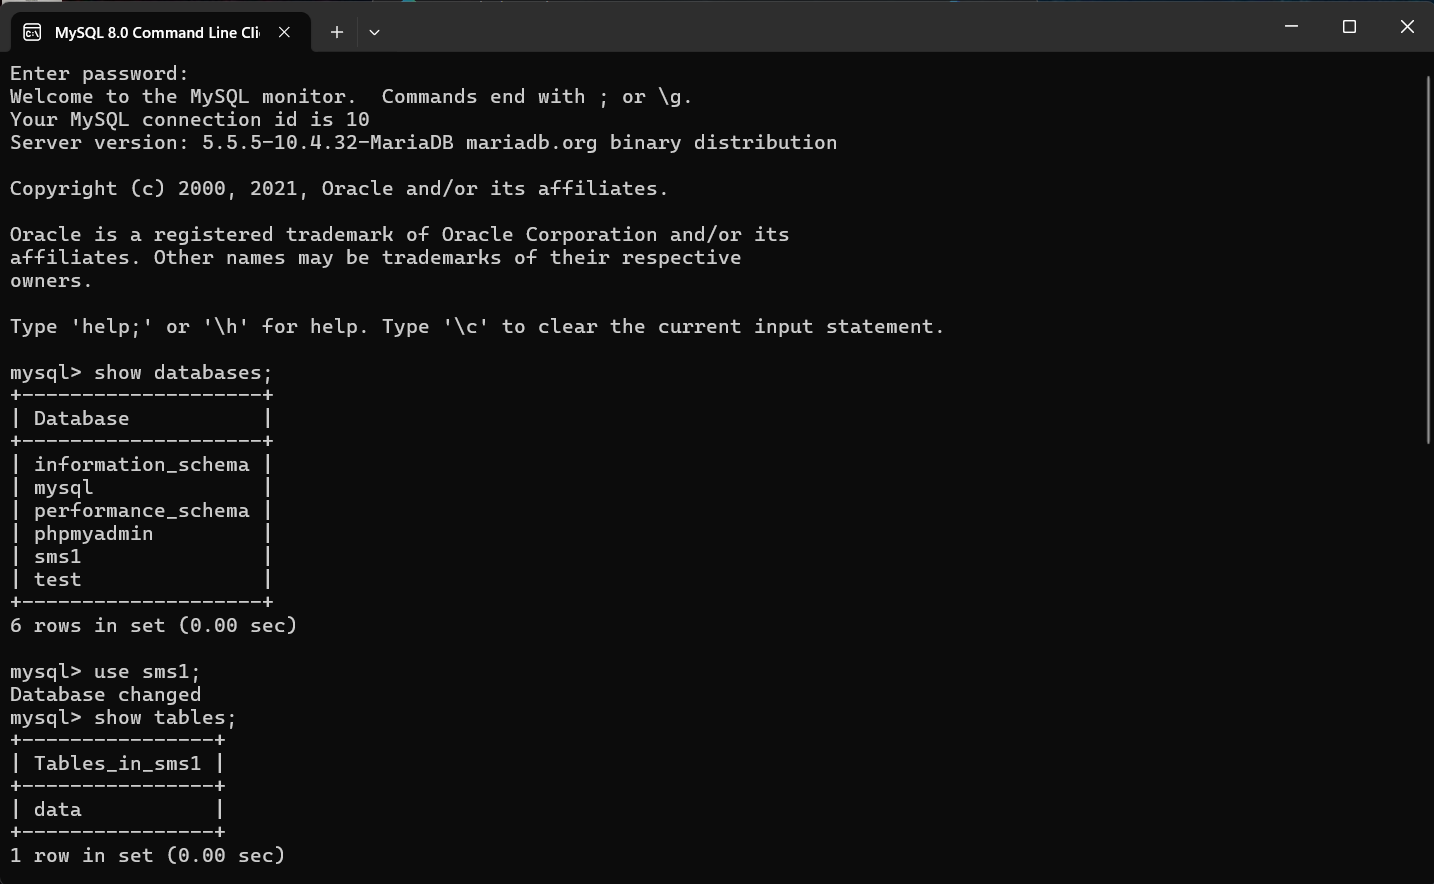 MySQL 8.0 Command Line Cli
Enter password:
Welcome to the MySQL monitor.  Commands end with ; or \g.
Your MySQL connection id is 10
Server version: 5.5.5-10.4.32-MariaDB mariadb.org binary distribution

Copyright (c) 2000, 2021, Oracle and/or its affiliates.

Oracle is a registered trademark of Oracle Corporation and/or its
affiliates. Other names may be trademarks of their respective
owners.

Type 'help;' or '\h' for help. Type '\c' to clear the current input statement.

mysql> show databases;
+--------------------+
| Database           |
+--------------------+
| information_schema |
| mysql              |
| performance_schema |
| phpmyadmin         |
| sms1               |
| test               |
+--------------------+
6 rows in set (0.00 sec)

mysql> use sms1;
Database changed
mysql> show tables;
+----------------+
| Tables_in_sms1 |
+----------------+
| data           |
+----------------+
1 row in set (0.00 sec)